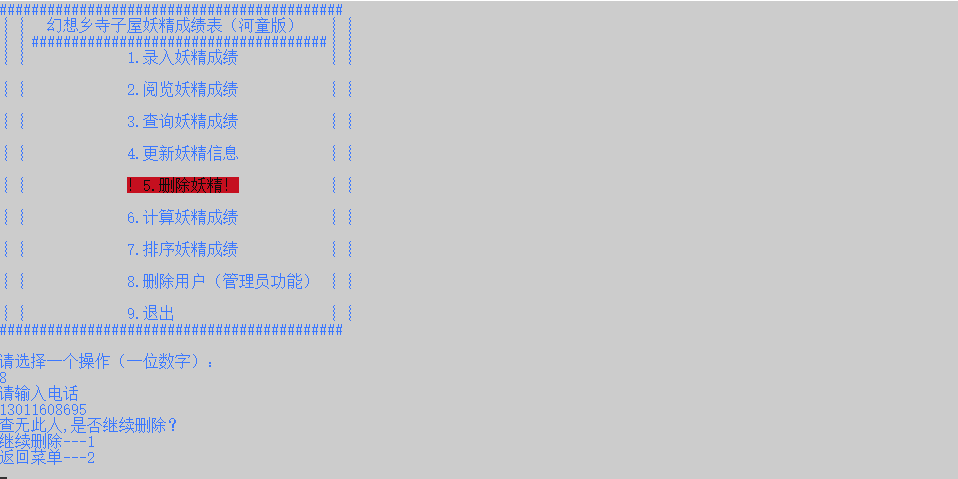 ###########################################
幻想乡寺子屋妖精成绩表（河童版）
#####################################
1.录入妖精成绩
2.阅览妖精成绩
3.查询妖精成绩
4.更新妖精信息
! 5.删除妖精!
6.计算妖精成绩
7.排序妖精成绩
8.删除用户（管理员功能）
9.退出
###########################################
请选择一个操作（一位数字）：
8
请输入电话
13011608695
查无此人,是否继续删除？
继续删除---1
返回菜单---2